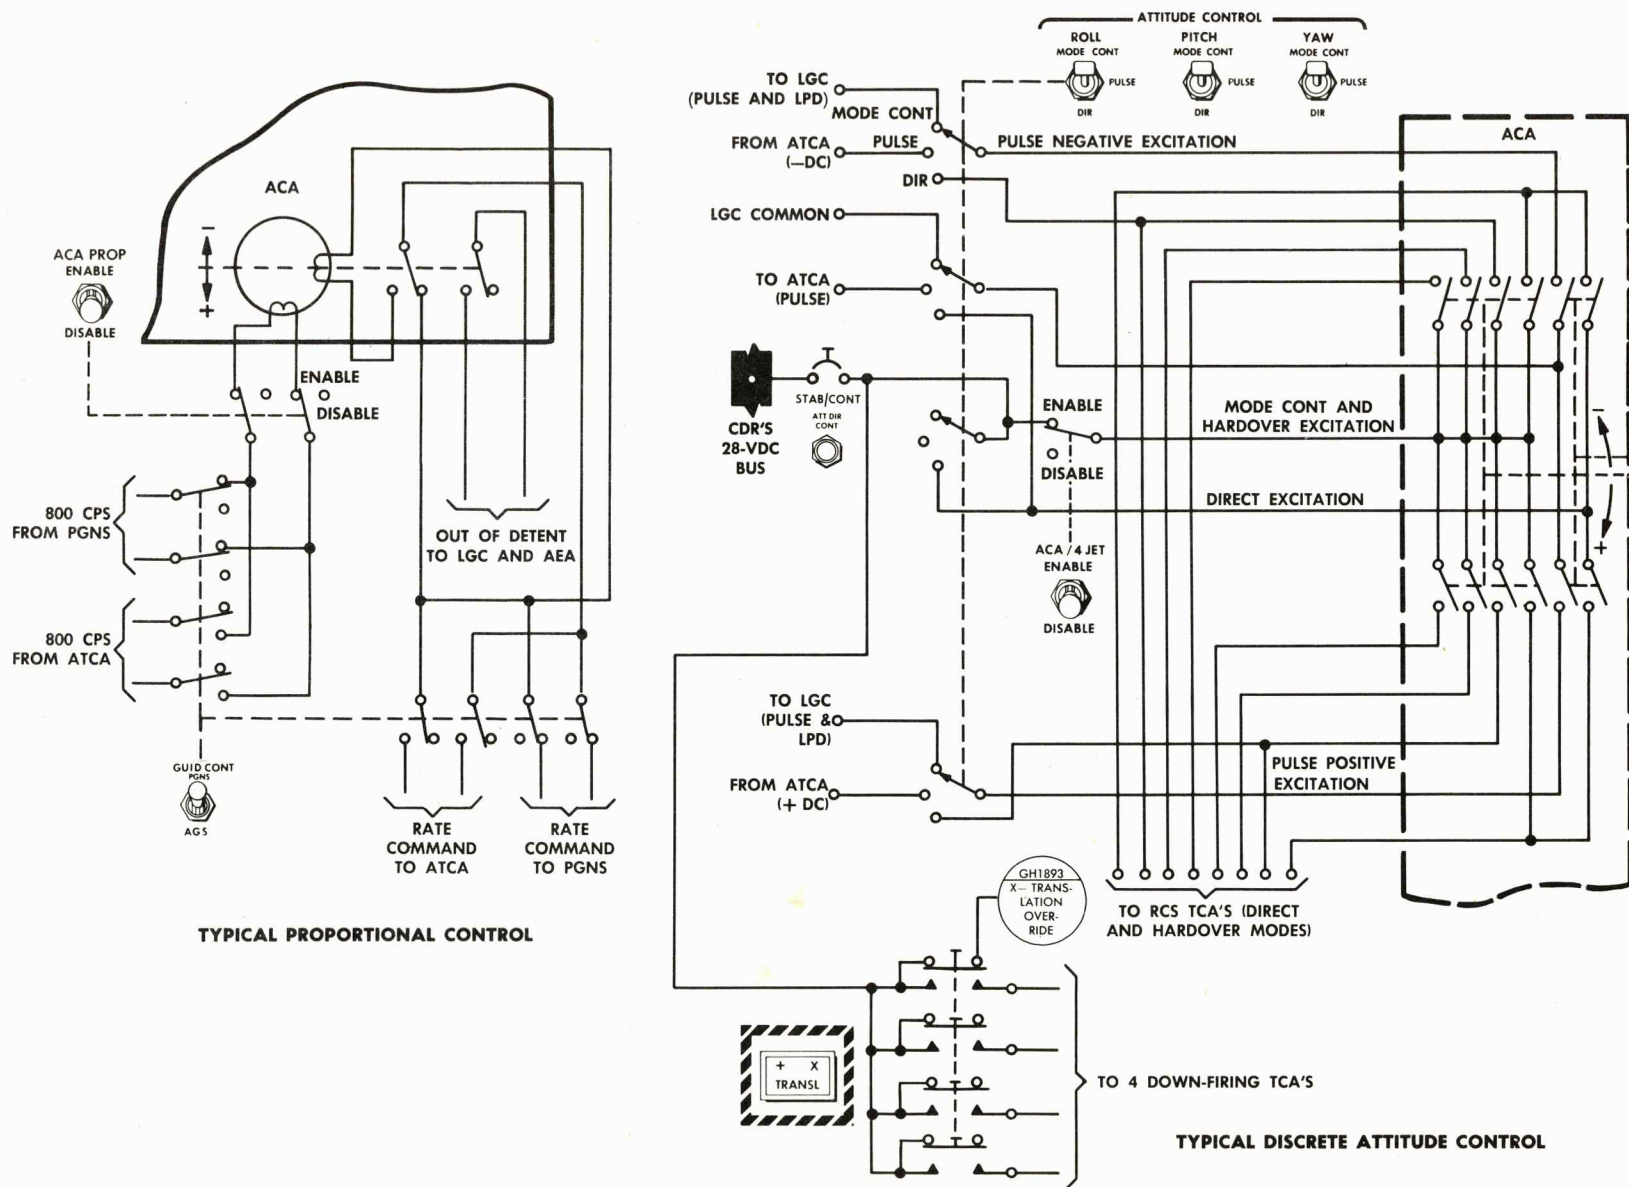 ATTITUDE CONTROL
ROLL
MODE CONT
PULSE
DIR
PITCH
MODE CONT
PULSE
DIR
YAW
MODE CONT
PULSE
DIR
ACA
- 
+
ACA PROP
ENABLE
DISABLE
ENABLE
DISABLE
800 CPS
FROM PGNS
800 CPS
FROM ATCA
OUT OF DETENT
TO LGC AND AEA
GUID CONT
PGNS
AGS
RATE
COMMAND
TO ATCA
RATE
COMMAND
TO PGNS
TYPICAL PROPORTIONAL CONTROL
TO LGC
(PULSE AND LPD)
MODE CONT
FROM ATCA
(—DC)
PULSE
PULSE NEGATIVE EXCITATION
DIR
LGC COMMON
TO ATCA
(PULSE)
CDR'S
28-VDC
BUS
STAB/CONT
ATT DIR
CONT
ENABLE
DISABLE
MODE CONT AND
HARDOVER EXCITATION
DIRECT EXCITATION
ACA / 4 JET
ENABLE
DISABLE
ACA
-
+
TO LGC
(PULSE &
LPD)
FROM ATCA
(+ DC)
PULSE POSITIVE
EXCITATION
TO RCS TCA'S (DIRECT
AND HARDOVER MODES)
GH1893
X– TRANS-
LATION
OVER-
RIDE
+ X
TRANSL
TO 4 DOWN-FIRING TCA'S
TYPICAL DISCRETE ATTITUDE CONTROL